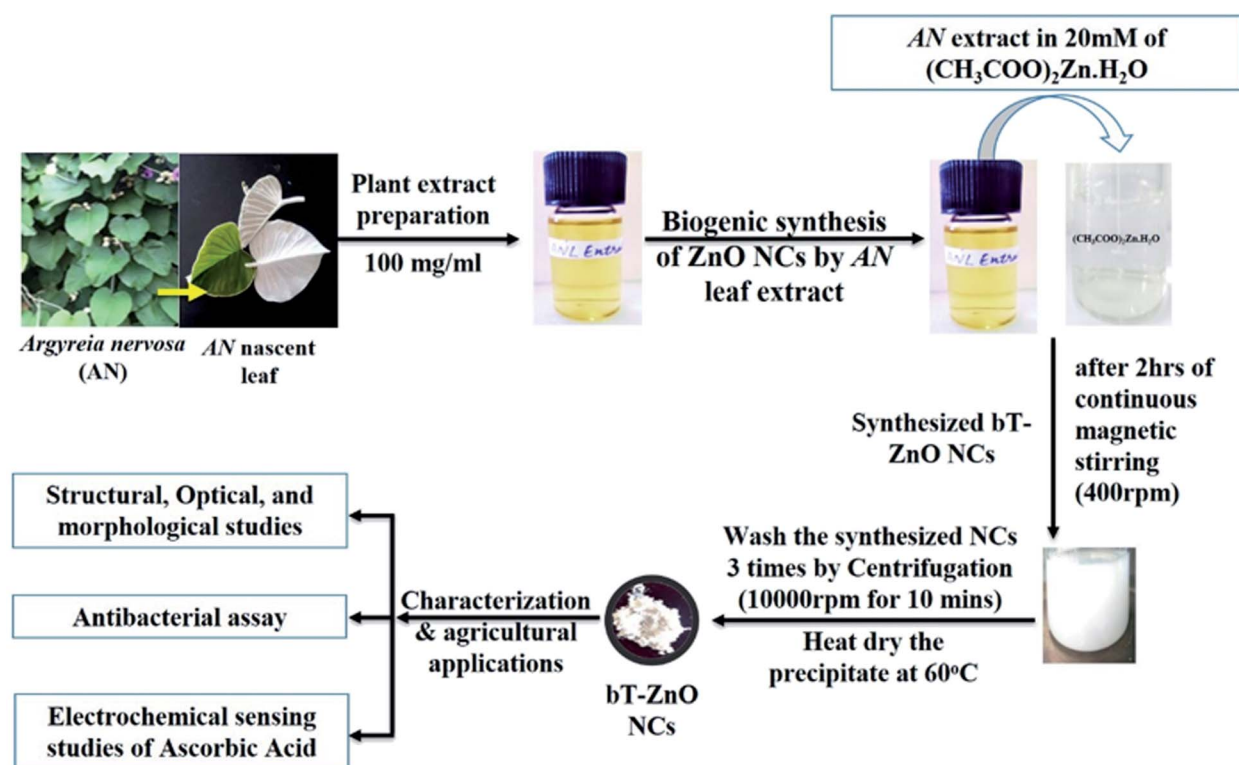 AN extract in 20mM of
(CH₃COO)₂Zn.H₂O
Plant extract
preparation
100 mg/ml
ANL Extra
Biogenic synthesis
of ZnO NCs by AN
leaf extract
ANL Extra
(CH₃COO)₂Zn.H₂O
Argyreia nervosa
(AN)
AN nascent
leaf
after 2hrs of
continuous
magnetic
stirring
(400rpm)
Synthesized bT-
ZnO NCs
Wash the synthesized NCs
3 times by Centrifugation
(10000rpm for 10 mins)
Heat dry the
precipitate at 60°C
bT-ZnO
NCs
Characterization
& agricultural
applications
Structural, Optical, and
morphological studies
Antibacterial assay
Electrochemical sensing
studies of Ascorbic Acid